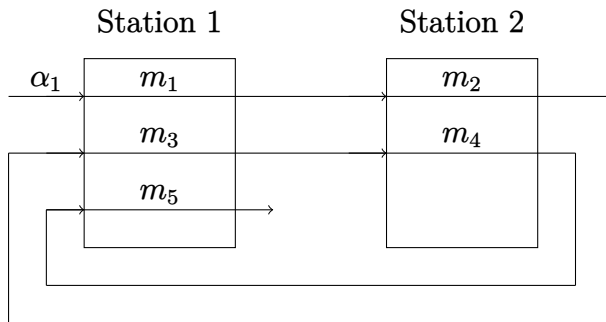 Station 1 Station 2
α₁ m₁ m₂
m₃ m₄
m₅